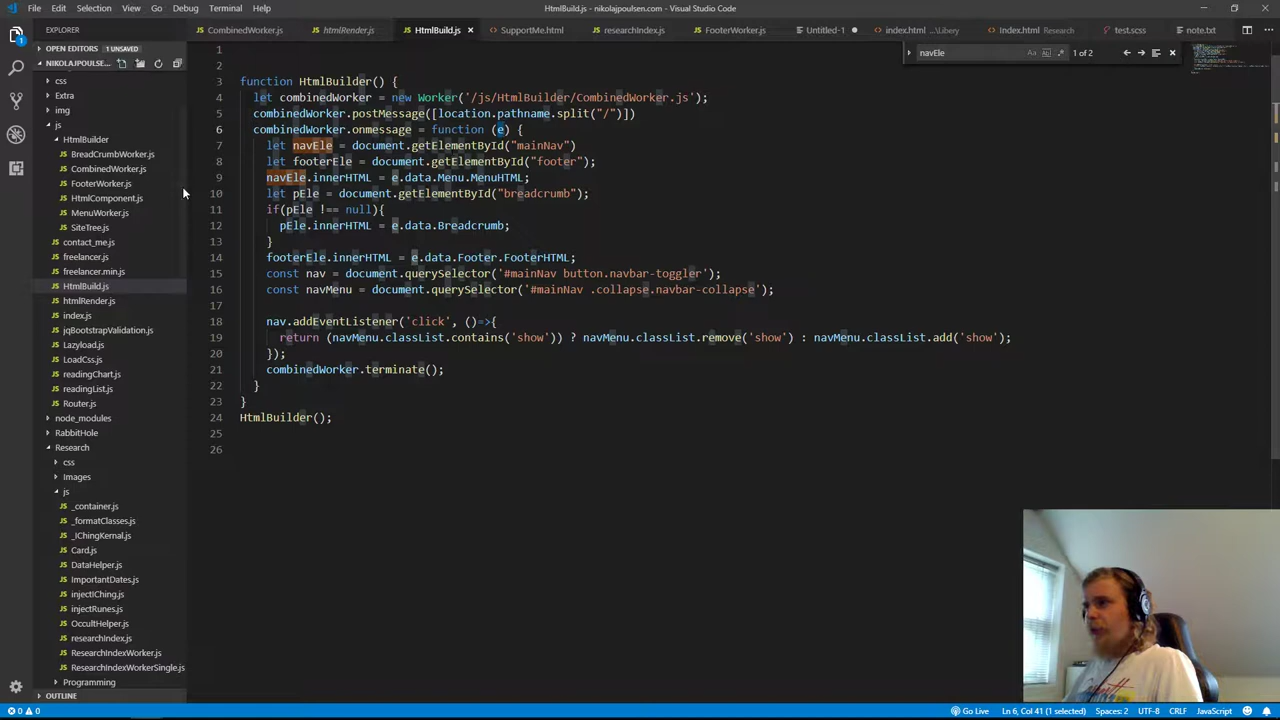 File Edit Selection View Go Debug Terminal Help
HtmlBuild.js - nikolajpoulsen.com - Visual Studio Code
EXPLORER
CombinedWorker.js
htmlRender.js
HtmlBuild.js ×
SupportMe.html
researchIndex.js
FooterWorker.js
Untitled-1
index.html ...\Libery
Index.html Research
test.scss
note.txt
OPEN EDITORS 1 UNSAVED
navEle
Aa
1 of 2
NIKOLAJPOULSE...
css
Extra
img
js
HtmlBuilder
BreadCrumbWorker.js
CombinedWorker.js
FooterWorker.js
HtmlComponent.js
MenuWorker.js
SiteTree.js
contact_me.js
freelancer.js
freelancer.min.js
HtmlBuild.js
htmlRender.js
index.js
jqBootstrapValidation.js
Lazyload.js
LoadCss.js
readingChart.js
readingList.js
Router.js
node_modules
RabbitHole
Research
css
Images
js
_container.js
_formatClasses.js
_IChingKernal.js
Card.js
DataHelper.js
ImportantDates.js
injectIChing.js
injectRunes.js
OccultHelper.js
researchIndex.js
ResearchIndexWorker.js
ResearchIndexWorkerSingle.js
Programming
OUTLINE
1
2
3 function HtmlBuilder() {
4 let combinedWorker = new Worker('/js/HtmlBuilder/CombinedWorker.js');
5 combinedWorker.postMessage([location.pathname.split("/")])
6 combinedWorker.onmessage = function (e) {
7 let navEle = document.getElementById("mainNav")
8 let footerEle = document.getElementById("footer");
9 navEle.innerHTML = e.data.Menu.MenuHTML;
10 let pEle = document.getElementById("breadcrumb");
11 if(pEle !== null){
12 pEle.innerHTML = e.data.Breadcrumb;
13 }
14 footerEle.innerHTML = e.data.Footer.FooterHTML;
15 const nav = document.querySelector('#mainNav button.navbar-toggler');
16 const navMenu = document.querySelector('#mainNav .collapse.navbar-collapse');
17
18 nav.addEventListener('click', ()=>{
19 return (navMenu.classList.contains('show')) ? navMenu.classList.remove('show') : navMenu.classList.add('show');
20 });
21 combinedWorker.terminate();
22 }
23 }
24 HtmlBuilder();
25
26
0 0
Go Live Ln 6, Col 41 (1 selected) Spaces: 2 UTF-8 CRLF JavaScript